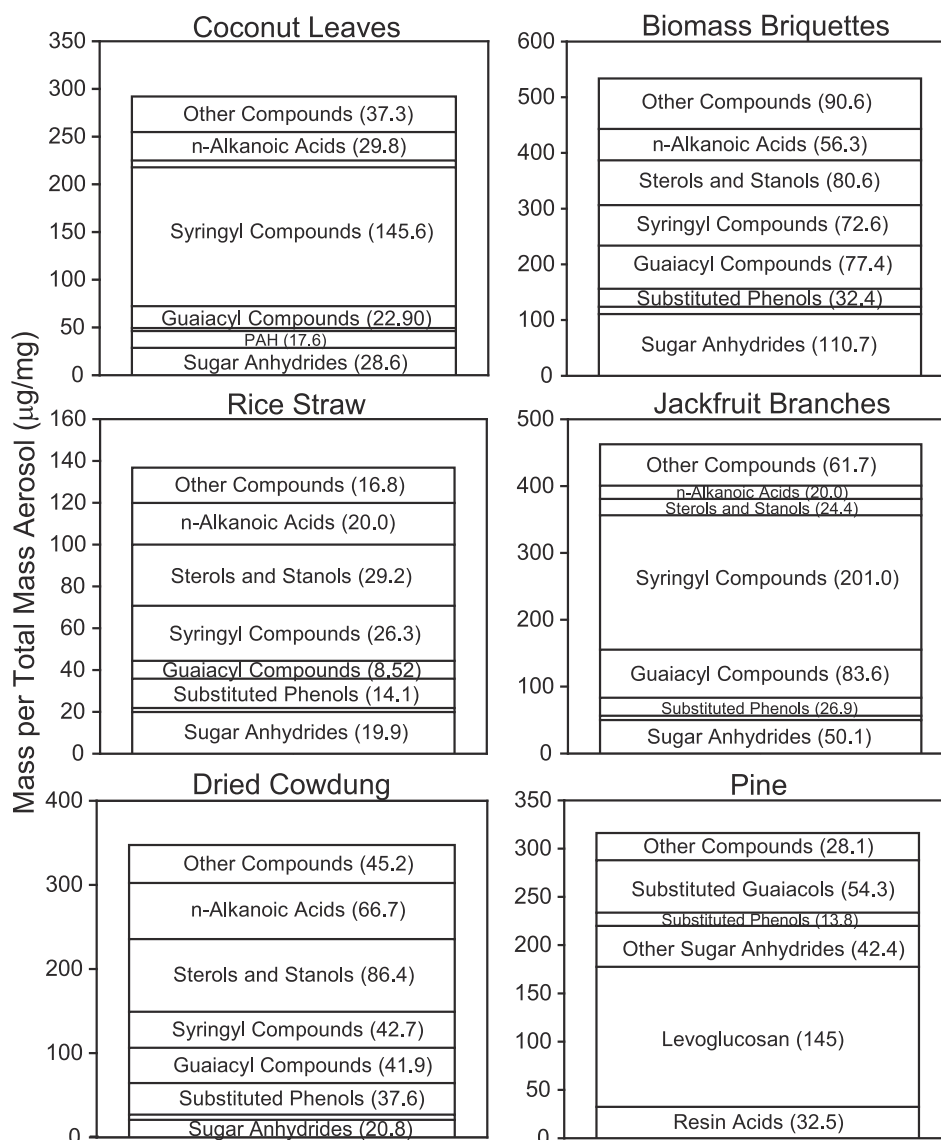 Coconut Leaves
350
300
250
200
150
100
50
0
Other Compounds (37.3)
n-Alkanoic Acids (29.8)
Syringyl Compounds (145.6)
Guaiacyl Compounds (22.90)
PAH (17.6)
Sugar Anhydrides (28.6)
Biomass Briquettes
600
500
400
300
200
100
0
Other Compounds (90.6)
n-Alkanoic Acids (56.3)
Sterols and Stanols (80.6)
Syringyl Compounds (72.6)
Guaiacyl Compounds (77.4)
Substituted Phenols (32.4)
Sugar Anhydrides (110.7)
Mass per Total Mass Aerosol (μg/mg)
Rice Straw
160
140
120
100
80
60
40
20
0
Other Compounds (16.8)
n-Alkanoic Acids (20.0)
Sterols and Stanols (29.2)
Syringyl Compounds (26.3)
Guaiacyl Compounds (8.52)
Substituted Phenols (14.1)
Sugar Anhydrides (19.9)
Jackfruit Branches
500
400
300
200
100
0
Other Compounds (61.7)
n-Alkanoic Acids (20.0)
Sterols and Stanols (24.4)
Syringyl Compounds (201.0)
Guaiacyl Compounds (83.6)
Substituted Phenols (26.9)
Sugar Anhydrides (50.1)
Dried Cowdung
400
300
200
100
0
Other Compounds (45.2)
n-Alkanoic Acids (66.7)
Sterols and Stanols (86.4)
Syringyl Compounds (42.7)
Guaiacyl Compounds (41.9)
Substituted Phenols (37.6)
Sugar Anhydrides (20.8)
Pine
350
300
250
200
150
100
50
0
Other Compounds (28.1)
Substituted Guaiacols (54.3)
Substituted Phenols (13.8)
Other Sugar Anhydrides (42.4)
Levoglucosan (145)
Resin Acids (32.5)